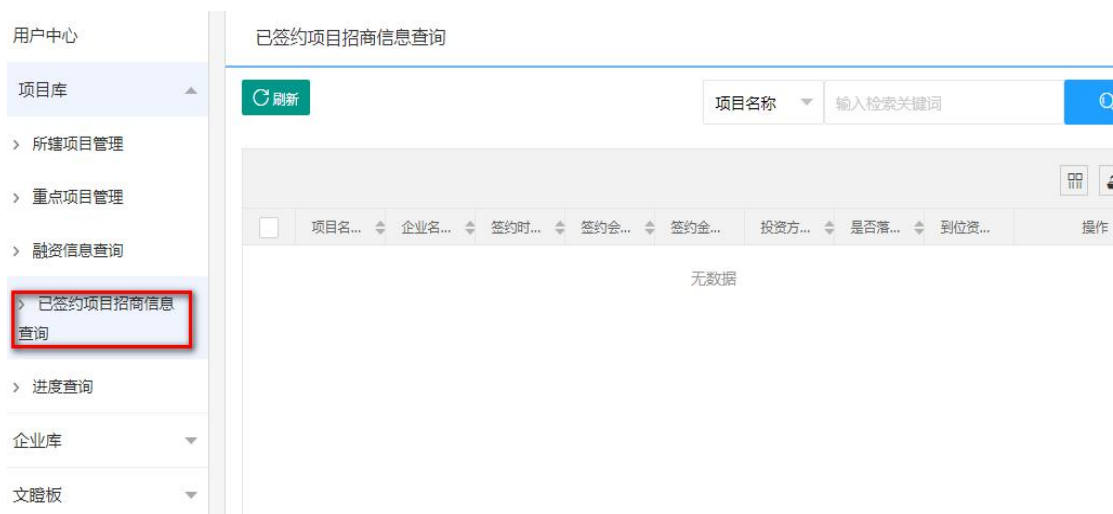 用户中心
已签约项目招商信息查询
项目库
刷新
项目名称
输入检索关键词
所辖项目管理
重点项目管理
项目名...
企业名...
签约时...
签约会...
签约金...
投资方...
是否落...
到位资...
操作
融资信息查询
无数据
已签约项目招商信息
查询
进度查询
企业库
文瞪板